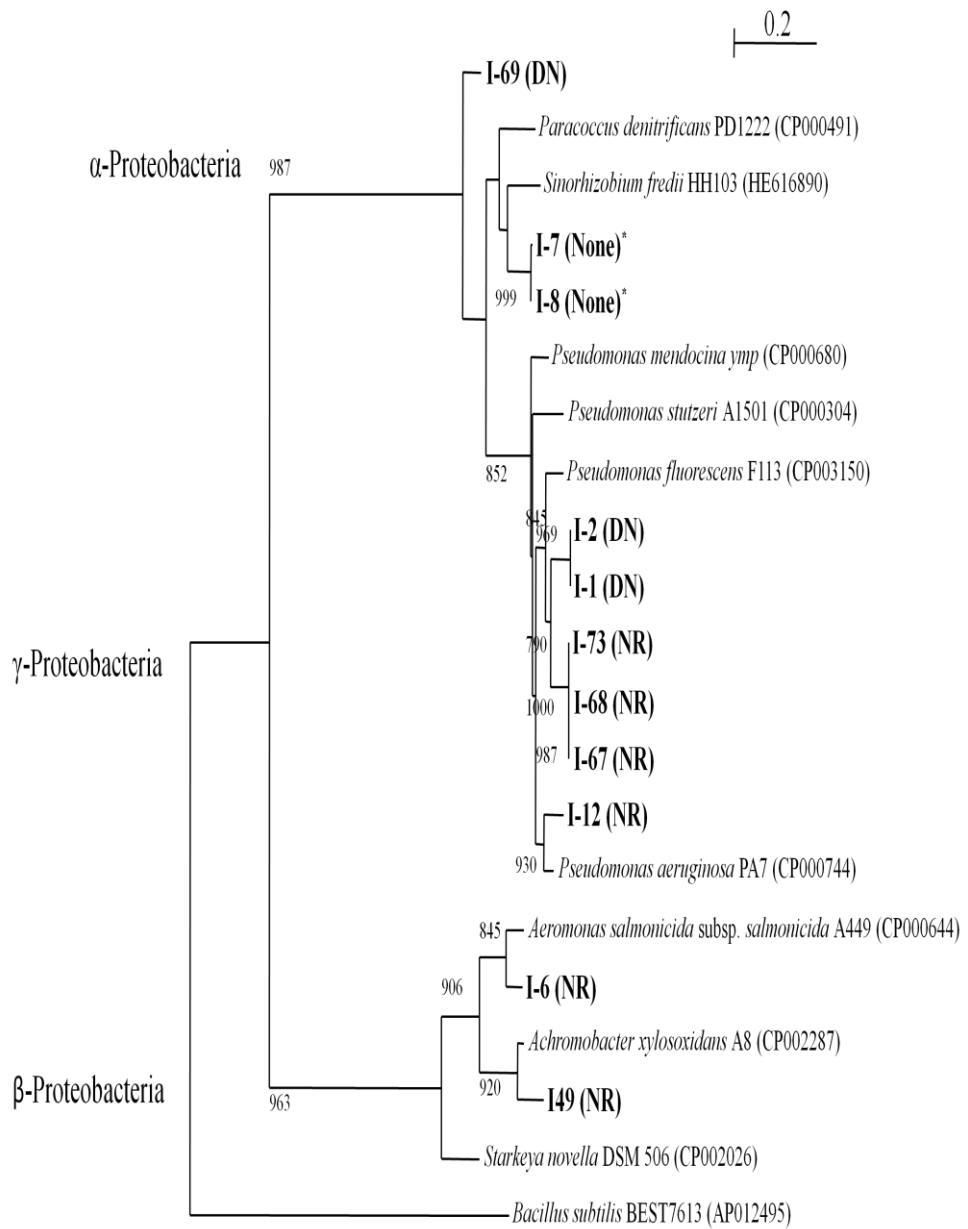 0.2
I-69 (DN)
Paracoccus denitrificans PD1222 (CP000491)
987
α-Proteobacteria
Sinorhizobium fredii HH103 (HE616890)
I-7 (None)*
999
I-8 (None)*
Pseudomonas mendocina ymp (CP000680)
Pseudomonas stutzeri A1501 (CP000304)
852
Pseudomonas fluorescens F113 (CP003150)
845
969
I-2 (DN)
I-1 (DN)
790
I-73 (NR)
γ-Proteobacteria
1000
I-68 (NR)
987
I-67 (NR)
I-12 (NR)
930
Pseudomonas aeruginosa PA7 (CP000744)
845
Aeromonas salmonicida subsp. salmonicida A449 (CP000644)
906
I-6 (NR)
Achromobacter xylosoxidans A8 (CP002287)
920
β-Proteobacteria
963
I49 (NR)
Starkeya novella DSM 506 (CP002026)
Bacillus subtilis BEST7613 (AP012495)